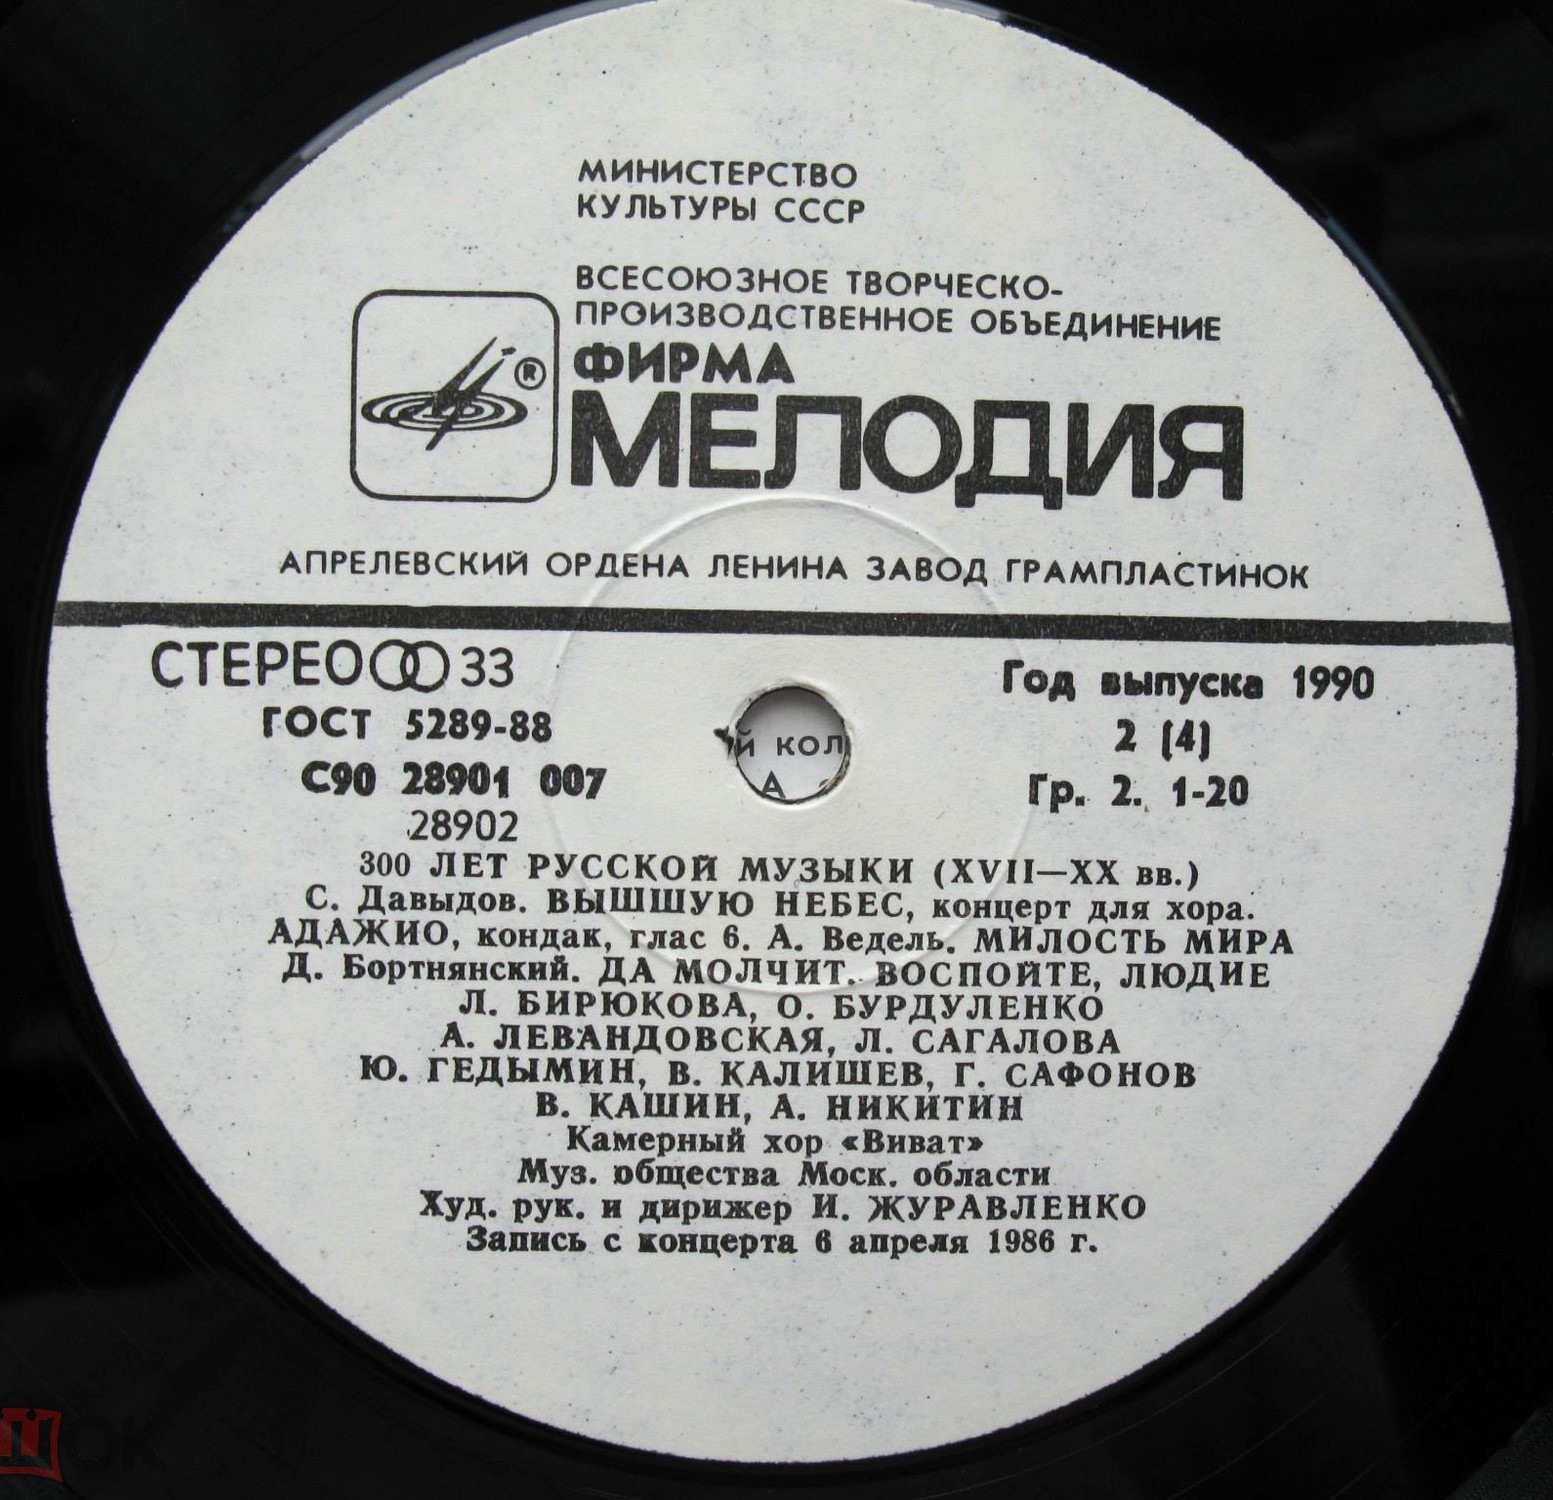 МИНИСТЕРСТВО
КУЛЬТУРЫ СССР
ВСЕСОЮЗНОЕ ТВОРЧЕСКО-
ПРОИЗВОДСТВЕННОЕ ОБЪЕДИНЕНИЕ
ФИРМА
®
МЕЛОДИЯ
АПРЕЛЕВСКИЙ ОРДЕНА ЛЕНИНА ЗАВОД ГРАМПЛАСТИНОК
СТЕРЕО 33
ГОСТ 5289-88
С90 28901 007
28902
Год выпуска 1990
2 (4)
Гр. 2. 1-20
й кол
А
300 ЛЕТ РУССКОЙ МУЗЫКИ (XVII—XX вв.)
С. Давыдов. ВЫШШУЮ НЕБЕС, концерт для хора.
АДАЖИО, кондак, глас 6. А. Ведель. МИЛОСТЬ МИРА
Д. Бортнянский. ДА МОЛЧИТ. ВОСПОЙТЕ, ЛЮДИЕ
Л. БИРЮКОВА, О. БУРДУЛЕНКО
А. ЛЕВАНДОВСКАЯ, Л. САГАЛОВА
Ю. ГЕДЫМИН, В. КАЛИШЕВ, Г. САФОНОВ
В. КАШИН, А. НИКИТИН
Камерный хор «Виват»
Муз. общества Моск. области
Худ. рук. и дирижер И. ЖУРАВЛЕНКО
Запись с концерта 6 апреля 1986 г.